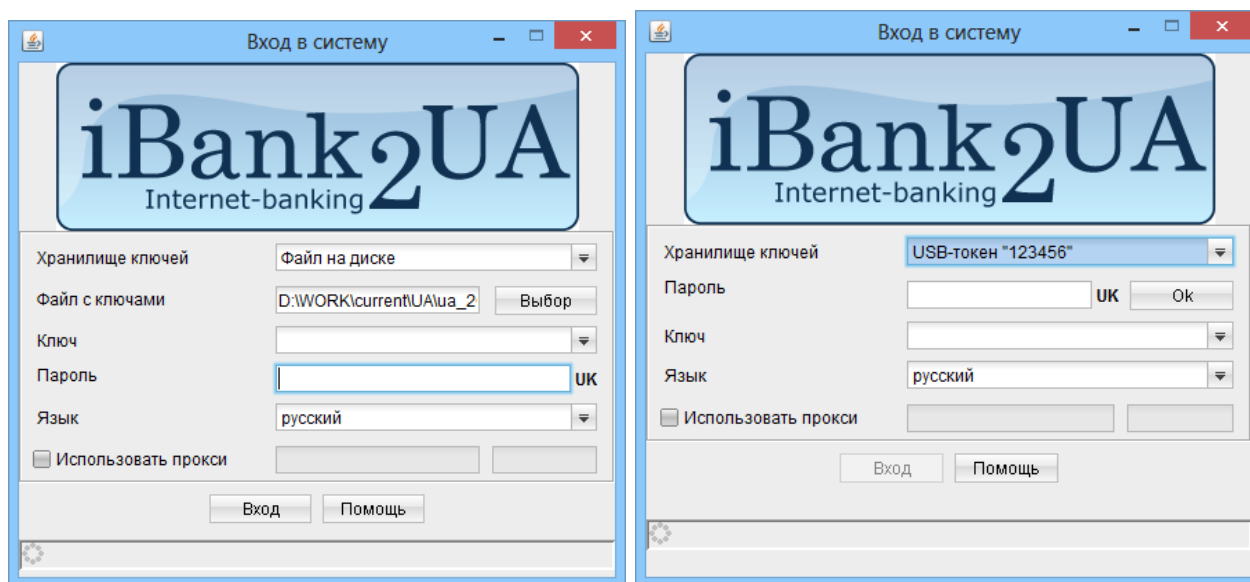 Вход в систему
iBank2UA
Internet-banking
Хранилище ключей Файл на диске
Файл с ключами D:\WORK\current\UA\ua_2 Выбор
Ключ
Пароль UK
Язык русский
Использовать прокси
Вход Помощь
Вход в систему
iBank2UA
Internet-banking
Хранилище ключей USB-токен "123456"
Пароль UK Ok
Ключ
Язык русский
Использовать прокси
Вход Помощь